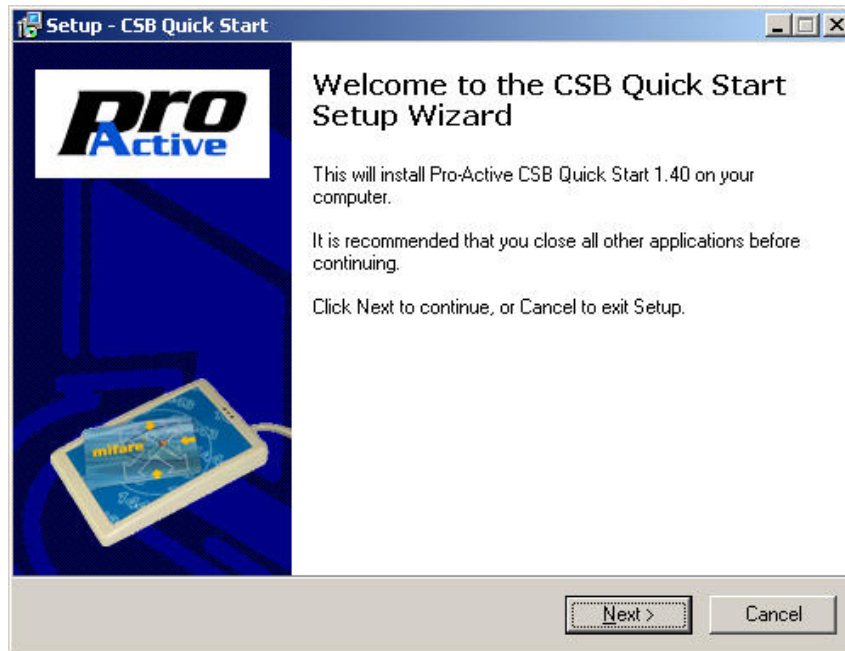 Setup - CSB Quick Start
pro
Active
Welcome to the CSB Quick Start
Setup Wizard
This will install Pro-Active CSB Quick Start 1.40 on your
computer.
It is recommended that you close all other applications before
continuing.
Click Next to continue, or Cancel to exit Setup.
mifare
Next >
Cancel